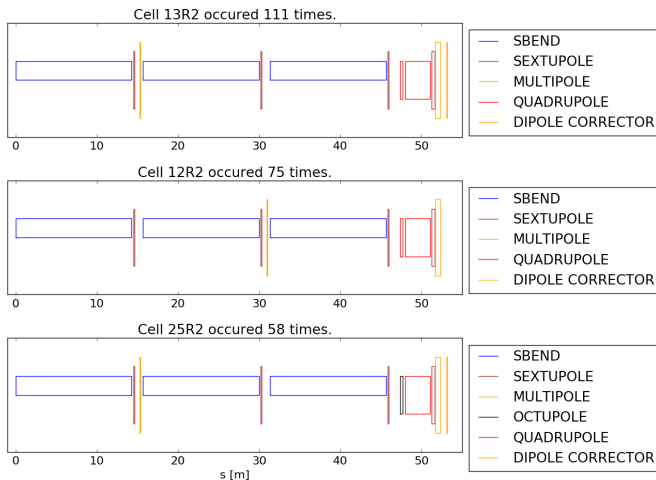 Cell 13R2 occured 111 times.
SBEND
SEXTUPOLE
MULTIPOLE
QUADRUPOLE
DIPOLE CORRECTOR
0 10 20 30 40 50
Cell 12R2 occured 75 times.
SBEND
SEXTUPOLE
MULTIPOLE
QUADRUPOLE
DIPOLE CORRECTOR
0 10 20 30 40 50
Cell 25R2 occured 58 times.
SBEND
SEXTUPOLE
MULTIPOLE
OCTUPOLE
QUADRUPOLE
DIPOLE CORRECTOR
0 10 20 30 40 50
s [m]